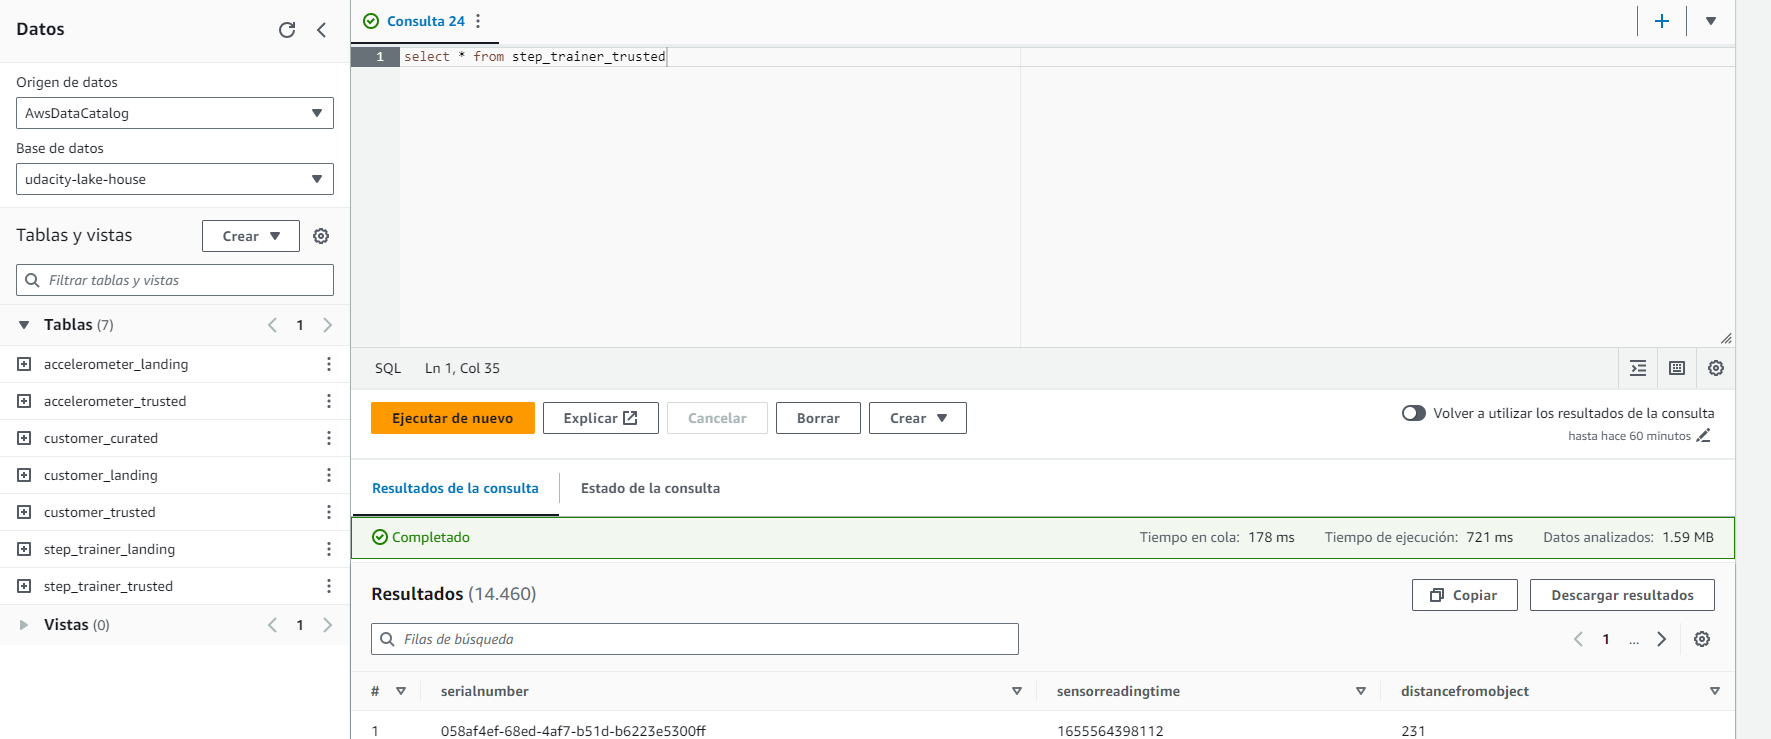 Datos
Origen de datos
AwsDataCatalog
Base de datos
udacity-lake-house
Tablas y vistas
Crear
Filtrar tablas y vistas
Tablas (7)
1
accelerometer_landing
accelerometer_trusted
customer_curated
customer_landing
customer_trusted
step_trainer_landing
step_trainer_trusted
Vistas (0)
1
Consulta 24
1 select * from step_trainer_trusted
SQL Ln 1, Col 35
Ejecutar de nuevo Explicar Cancelar Borrar Crear
Volver a utilizar los resultados de la consulta
hasta hace 60 minutos
Resultados de la consulta Estado de la consulta
Completado Tiempo en cola: 178 ms Tiempo de ejecución: 721 ms Datos analizados: 1.59 MB
Resultados (14.460) Copiar Descargar resultados
Filas de búsqueda 1 ...
# serialnumber sensorreadingtime distancefromobject
1 058af4ef-68ed-4af7-b51d-b6223e5300ff 1655564398112 231